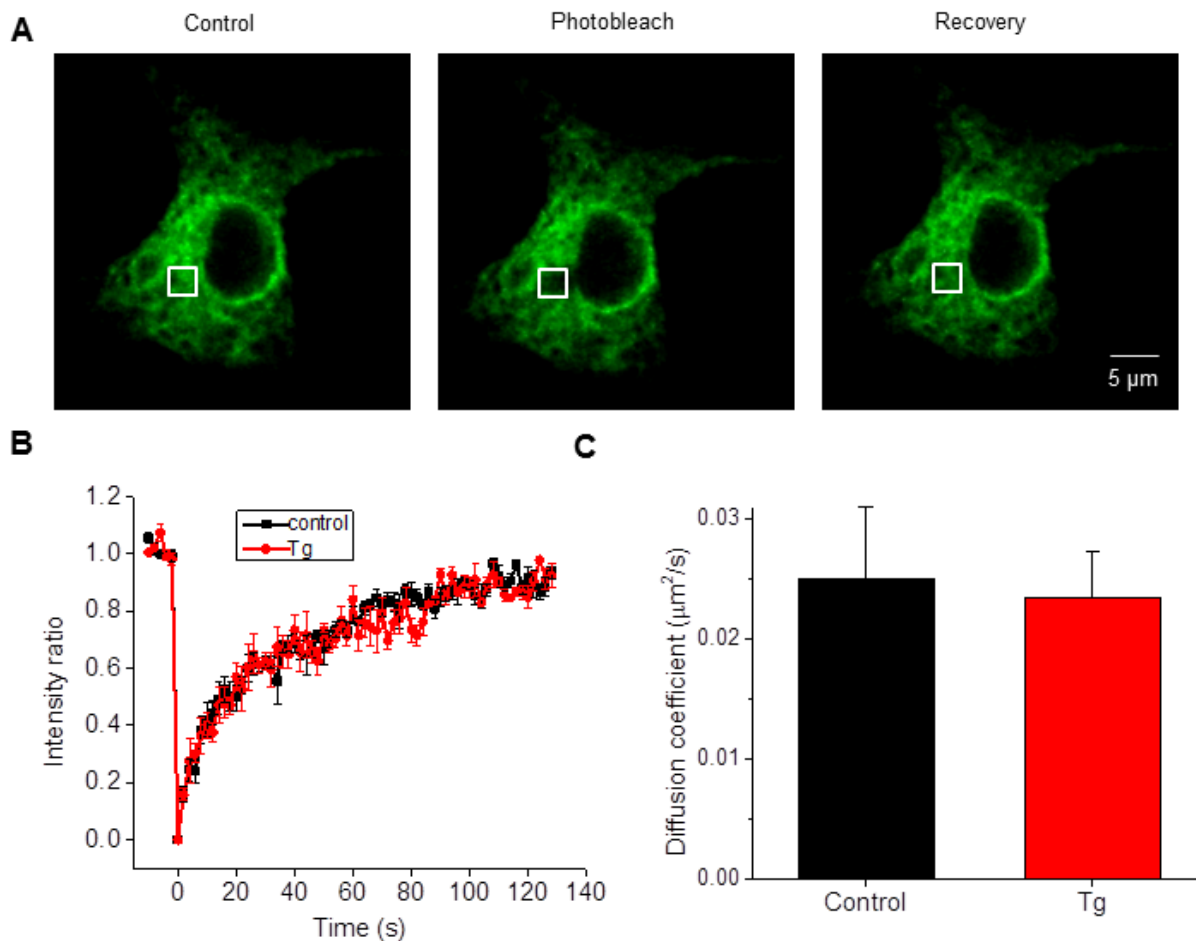 A
Control
Photobleach
Recovery
5 µm
B
1.2
1.0
0.8
0.6
0.4
0.2
0.0
Intensity ratio
control
Tg
0 20 40 60 80 100 120 140
Time (s)
C
0.03
0.02
0.01
0.00
Diffusion coefficient (µm²/s)
Control
Tg